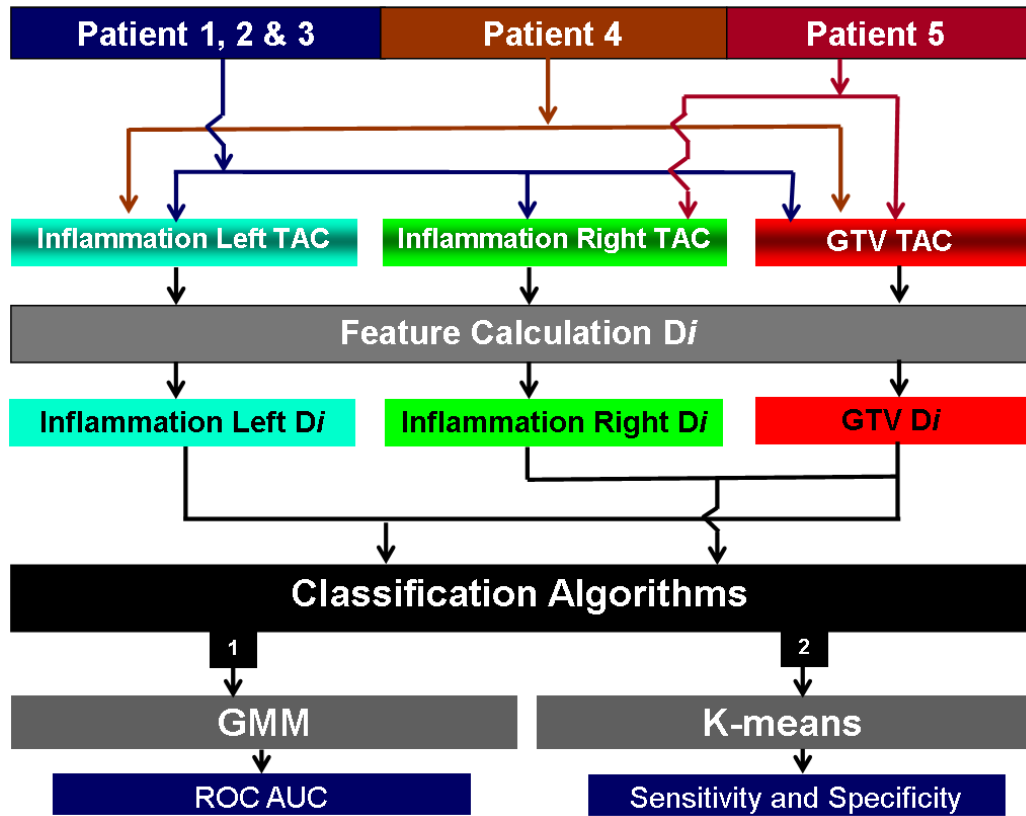 Patient 1, 2 & 3
Patient 4
Patient 5
Inflammation Left TAC
Inflammation Right TAC
GTV TAC
Feature Calculation Di
Inflammation Left Di
Inflammation Right Di
GTV Di
Classification Algorithms
1
2
GMM
K-means
ROC AUC
Sensitivity and Specificity